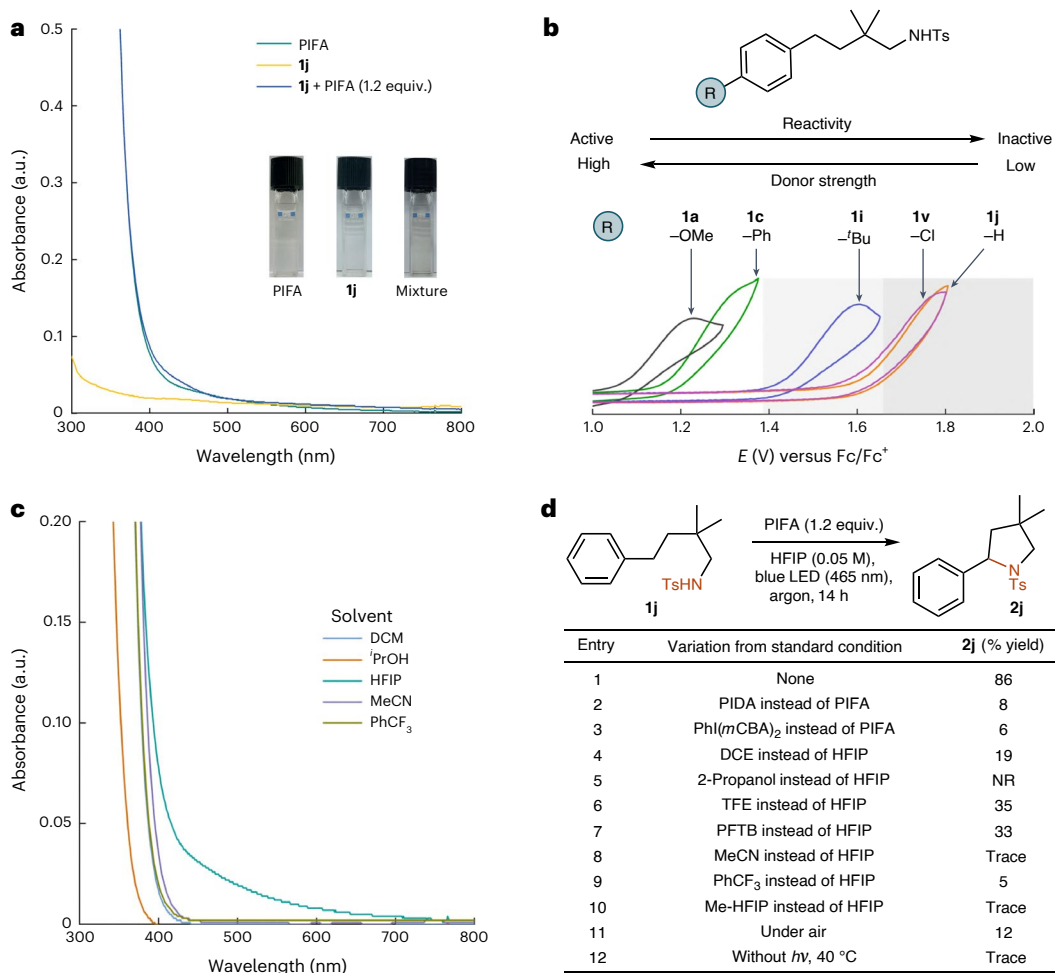 a
0.5
0.4
0.3
0.2
0.1
0
Absorbance (a.u.)
300 400 500 600 700 800
Wavelength (nm)
PIFA
1j
1j + PIFA (1.2 equiv.)
PIFA 1j Mixture
b
NHTs
R
Reactivity
Active Inactive
High Low
Donor strength
R
1a 1c 1i 1v 1j
–OMe –Ph –ᵗBu –Cl –H
1.0 1.2 1.4 1.6 1.8 2.0
E (V) versus Fc/Fc⁺
c
0.20
0.15
0.10
0.05
0
Absorbance (a.u.)
300 400 500 600 700 800
Wavelength (nm)
Solvent
DCM
ⁱPrOH
HFIP
MeCN
PhCF₃
d
TsHN
1j
PIFA (1.2 equiv.)
HFIP (0.05 M),
blue LED (465 nm),
argon, 14 h
N
Ts
2j
Entry Variation from standard condition 2j (% yield)
1 None 86
2 PIDA instead of PIFA 8
3 PhI(mCBA)₂ instead of PIFA 6
4 DCE instead of HFIP 19
5 2-Propanol instead of HFIP NR
6 TFE instead of HFIP 35
7 PFTB instead of HFIP 33
8 MeCN instead of HFIP Trace
9 PhCF₃ instead of HFIP 5
10 Me-HFIP instead of HFIP Trace
11 Under air 12
12 Without hν, 40 °C Trace